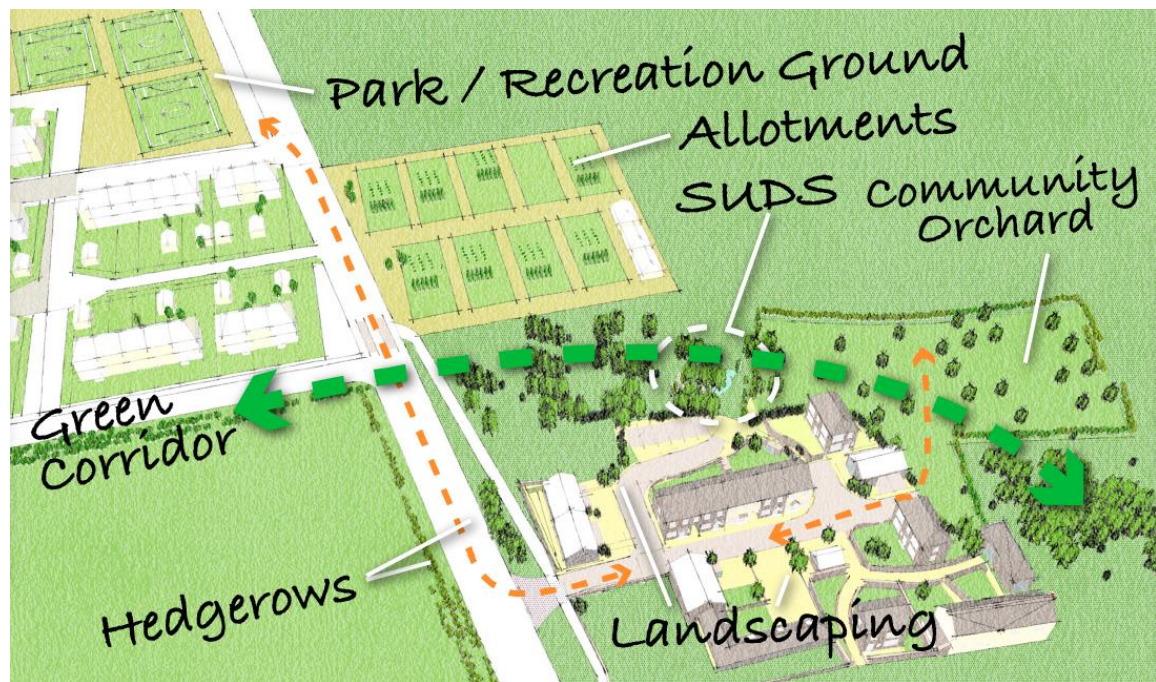 Park / Recreation Ground
Allotments
SUDS
Community
Orchard
Green
Corridor
Hedgerows
Landscaping